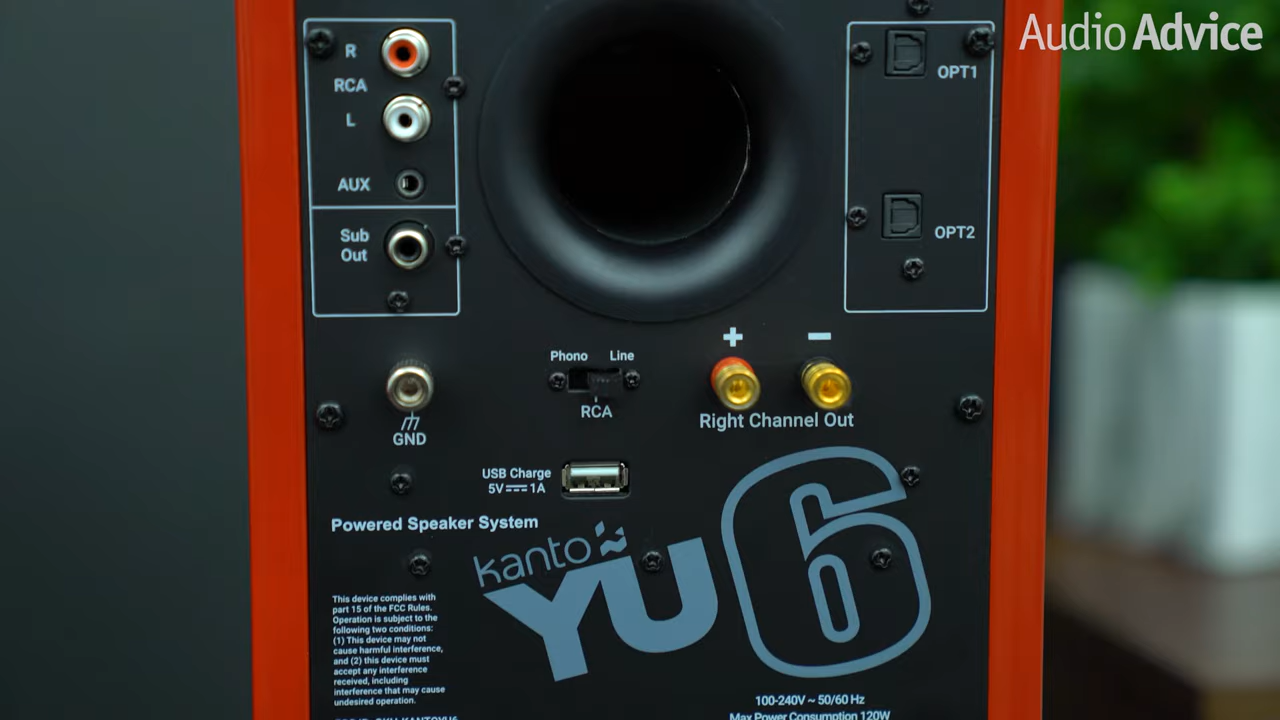 Audio Advice
R
RCA
L
AUX
Sub
Out
OPT1
OPT2
+ −
Phono Line
RCA
GND
Right Channel Out
USB Charge
5V⎓1A
Powered Speaker System
kanto
YU6
This device complies with
part 15 of the FCC Rules.
Operation is subject to the
following two conditions:
(1) This device may not
cause harmful interference,
and (2) this device must
accept any interference
received, including
interference that may cause
undesired operation.
100-240V ~ 50/60 Hz
Max Power Consumption 120W